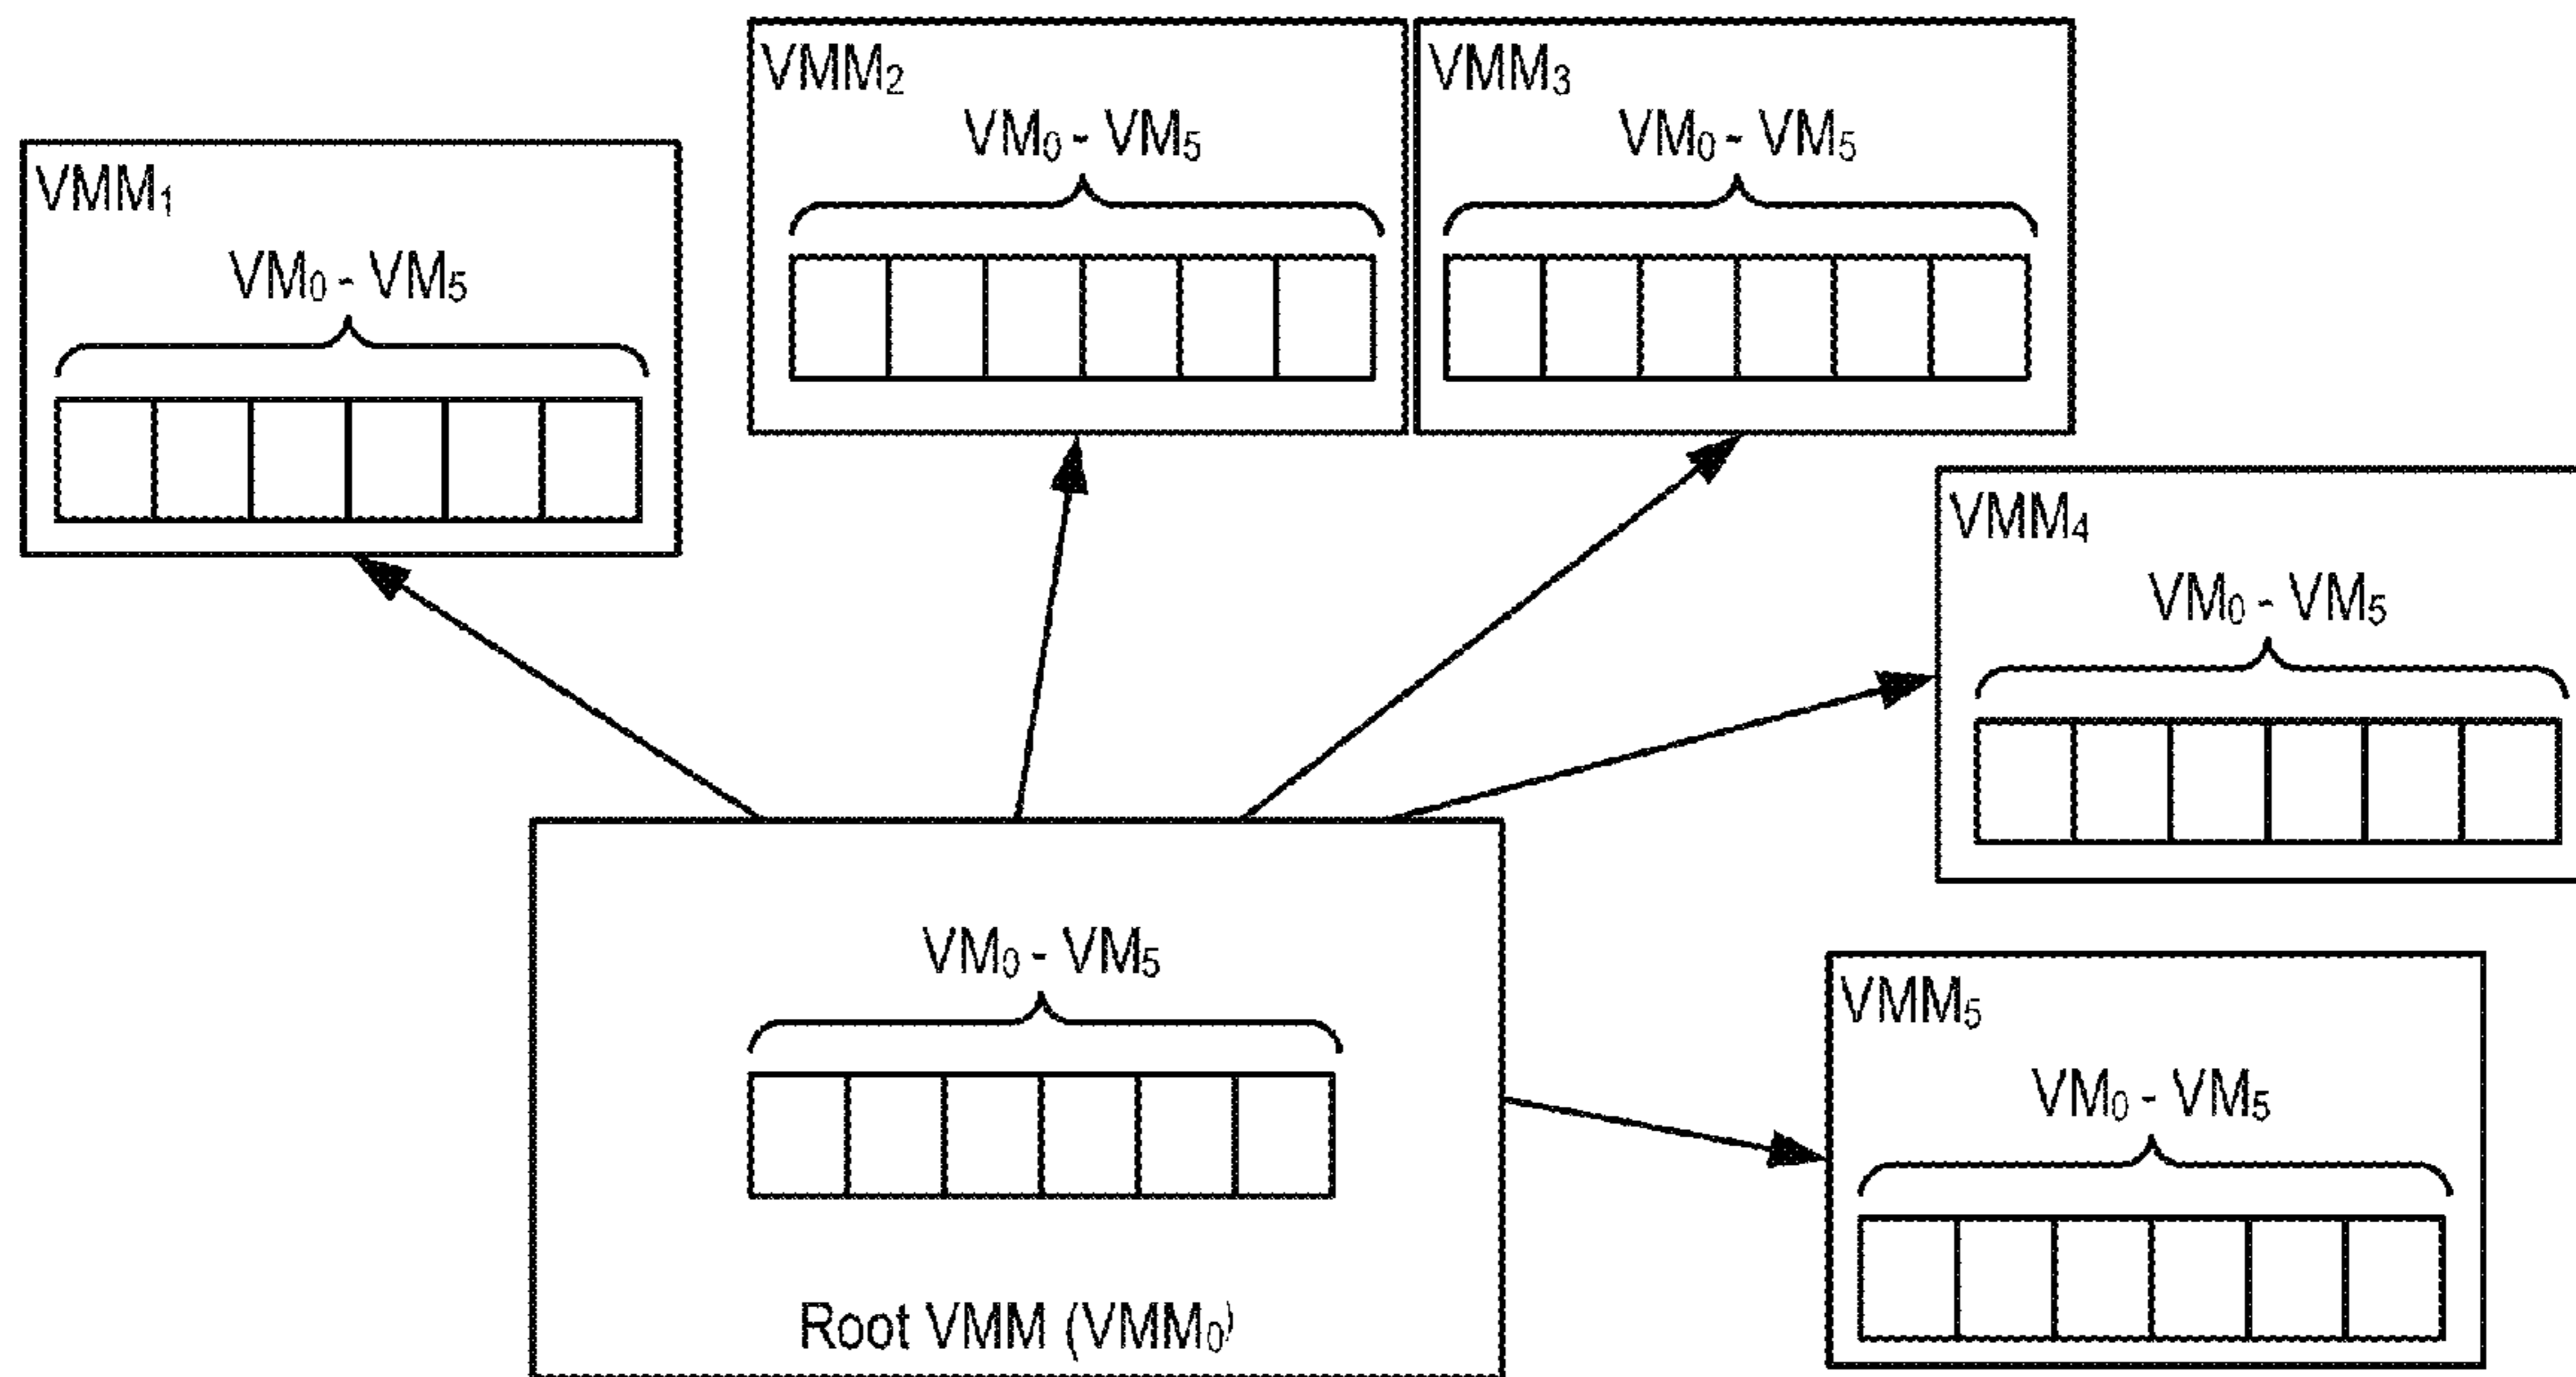 VMM₂
VM₀ - VM₅
VMM₃
VM₀ - VM₅
VMM₁
VM₀ - VM₅
VMM₄
VM₀ - VM₅
VM₀ - VM₅
Root VMM (VMM₀)
VMM₅
VM₀ - VM₅